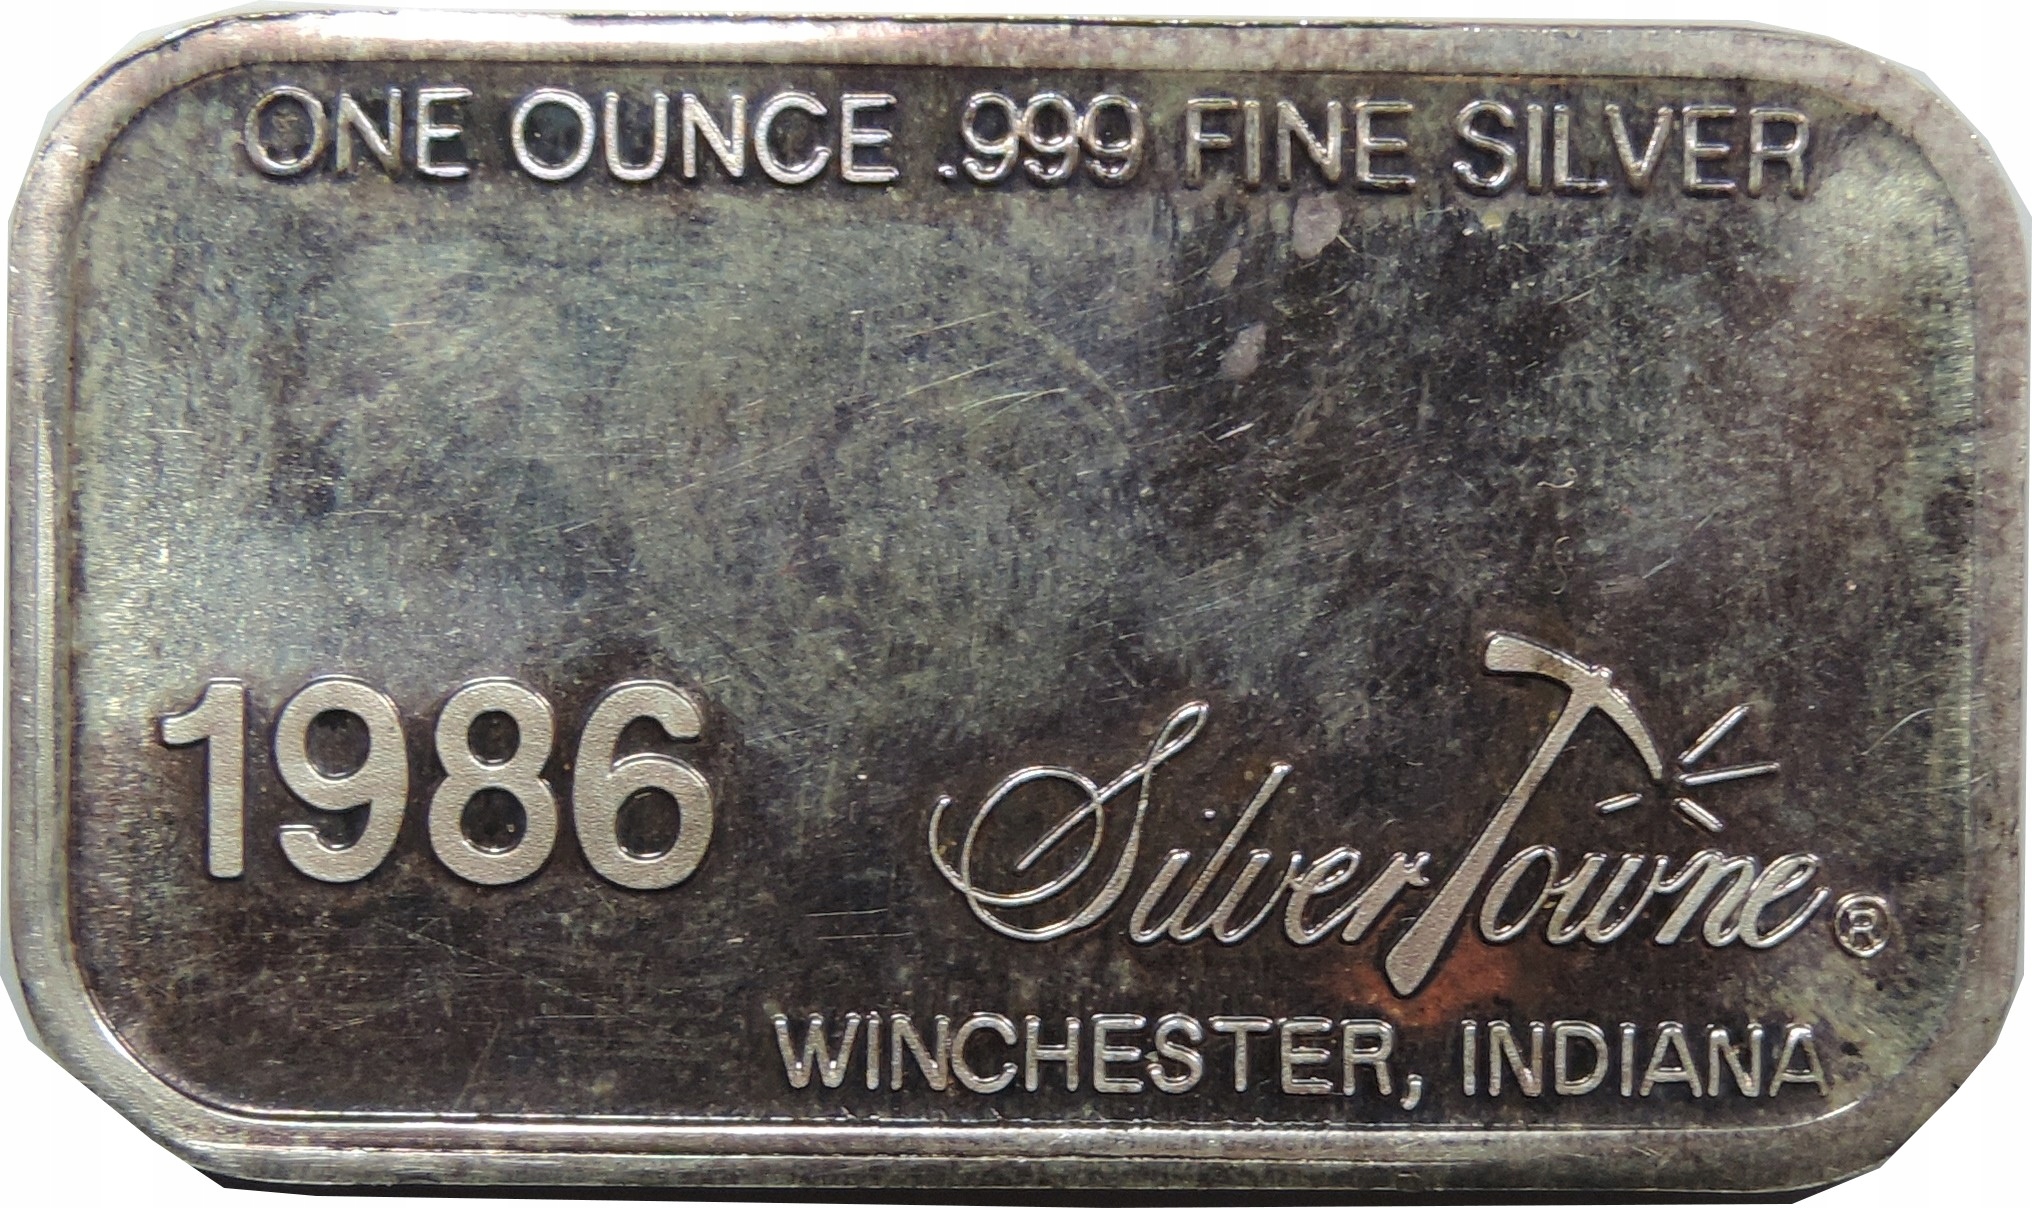 ONE OUNCE .999 FINE SILVER
1986
SilverTowne ®
WINCHESTER, INDIANA